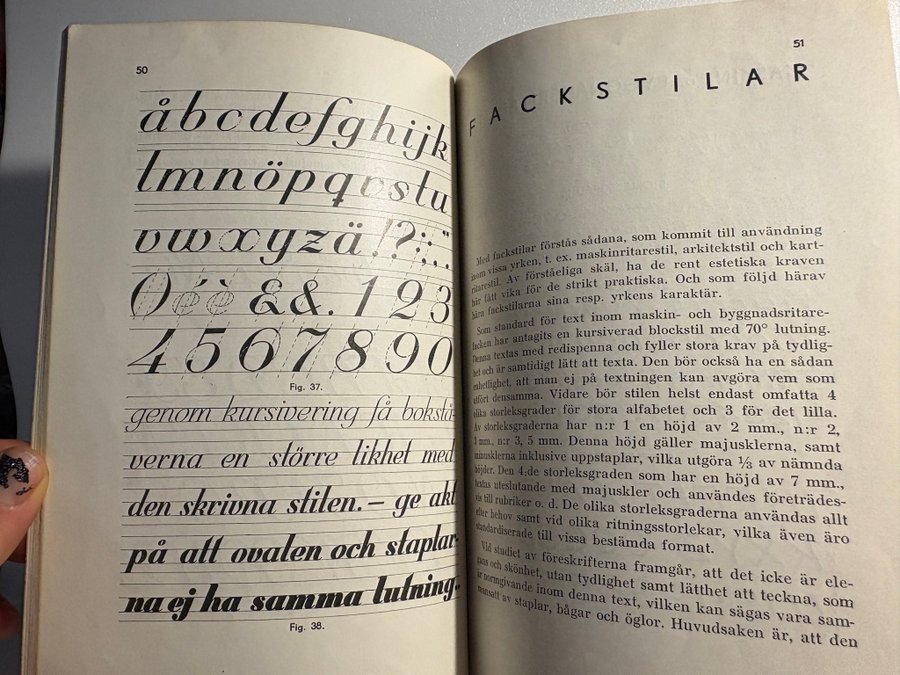 50
åbcdefghijk
lmnöpqrstu
vwxyzä!?;:"
0éè&&. 1 2 3
4567890
Fig. 37.
genom kursivering få bokstä-
verna en större likhet med
den skrivna stilen. – ge akt
på att ovalen och staplar-
na ej ha samma lutning.
Fig. 38.
51
FACKSTILAR
Med fackstilar förstås sådana, som kommit till användning
inom vissa yrken, t. ex. maskinritarestil, arkitektstil och kart-
ritarestil. Av förståeliga skäl, ha de rent estetiska kraven
här fått vika för de strikt praktiska. Och som följd härav
bära fackstilarna sina resp. yrkens karaktär.
Som standard för text inom maskin- och byggnadsritare-
facken har antagits en kursiverad blockstil med 70° lutning.
Denna textas med redispenna och fyller stora krav på tydlig-
het och är samtidigt lätt att texta. Den bör också ha en sådan
enhetlighet, att man ej på textningen kan avgöra vem som
utfört densamma. Vidare bör stilen helst endast omfatta 4
olika storleksgrader för stora alfabetet och 3 för det lilla.
Av storleksgraderna har n:r 1 en höjd av 2 mm., n:r 2,
mm., n:r 3, 5 mm. Denna höjd gäller majusklerna, samt
minusklerna inklusive uppstaplar, vilka utgöra ⅓ av nämnda
höjder. Den 4:de storleksgraden som har en höjd av 7 mm.,
textas uteslutande med majuskler och användes företrädes-
vis till rubriker o. d. De olika storleksgraderna användas allt
efter behov samt vid olika ritningsstorlekar, vilka även äro
standardiserade till vissa bestämda format.
Vid studiet av föreskrifterna framgår, att det icke är ele-
gans och skönhet, utan tydlighet samt lätthet att teckna, som
är normgivande inom denna text, vilken kan sägas vara sam-
mansatt av staplar, bågar och öglor. Huvudsaken är, att den